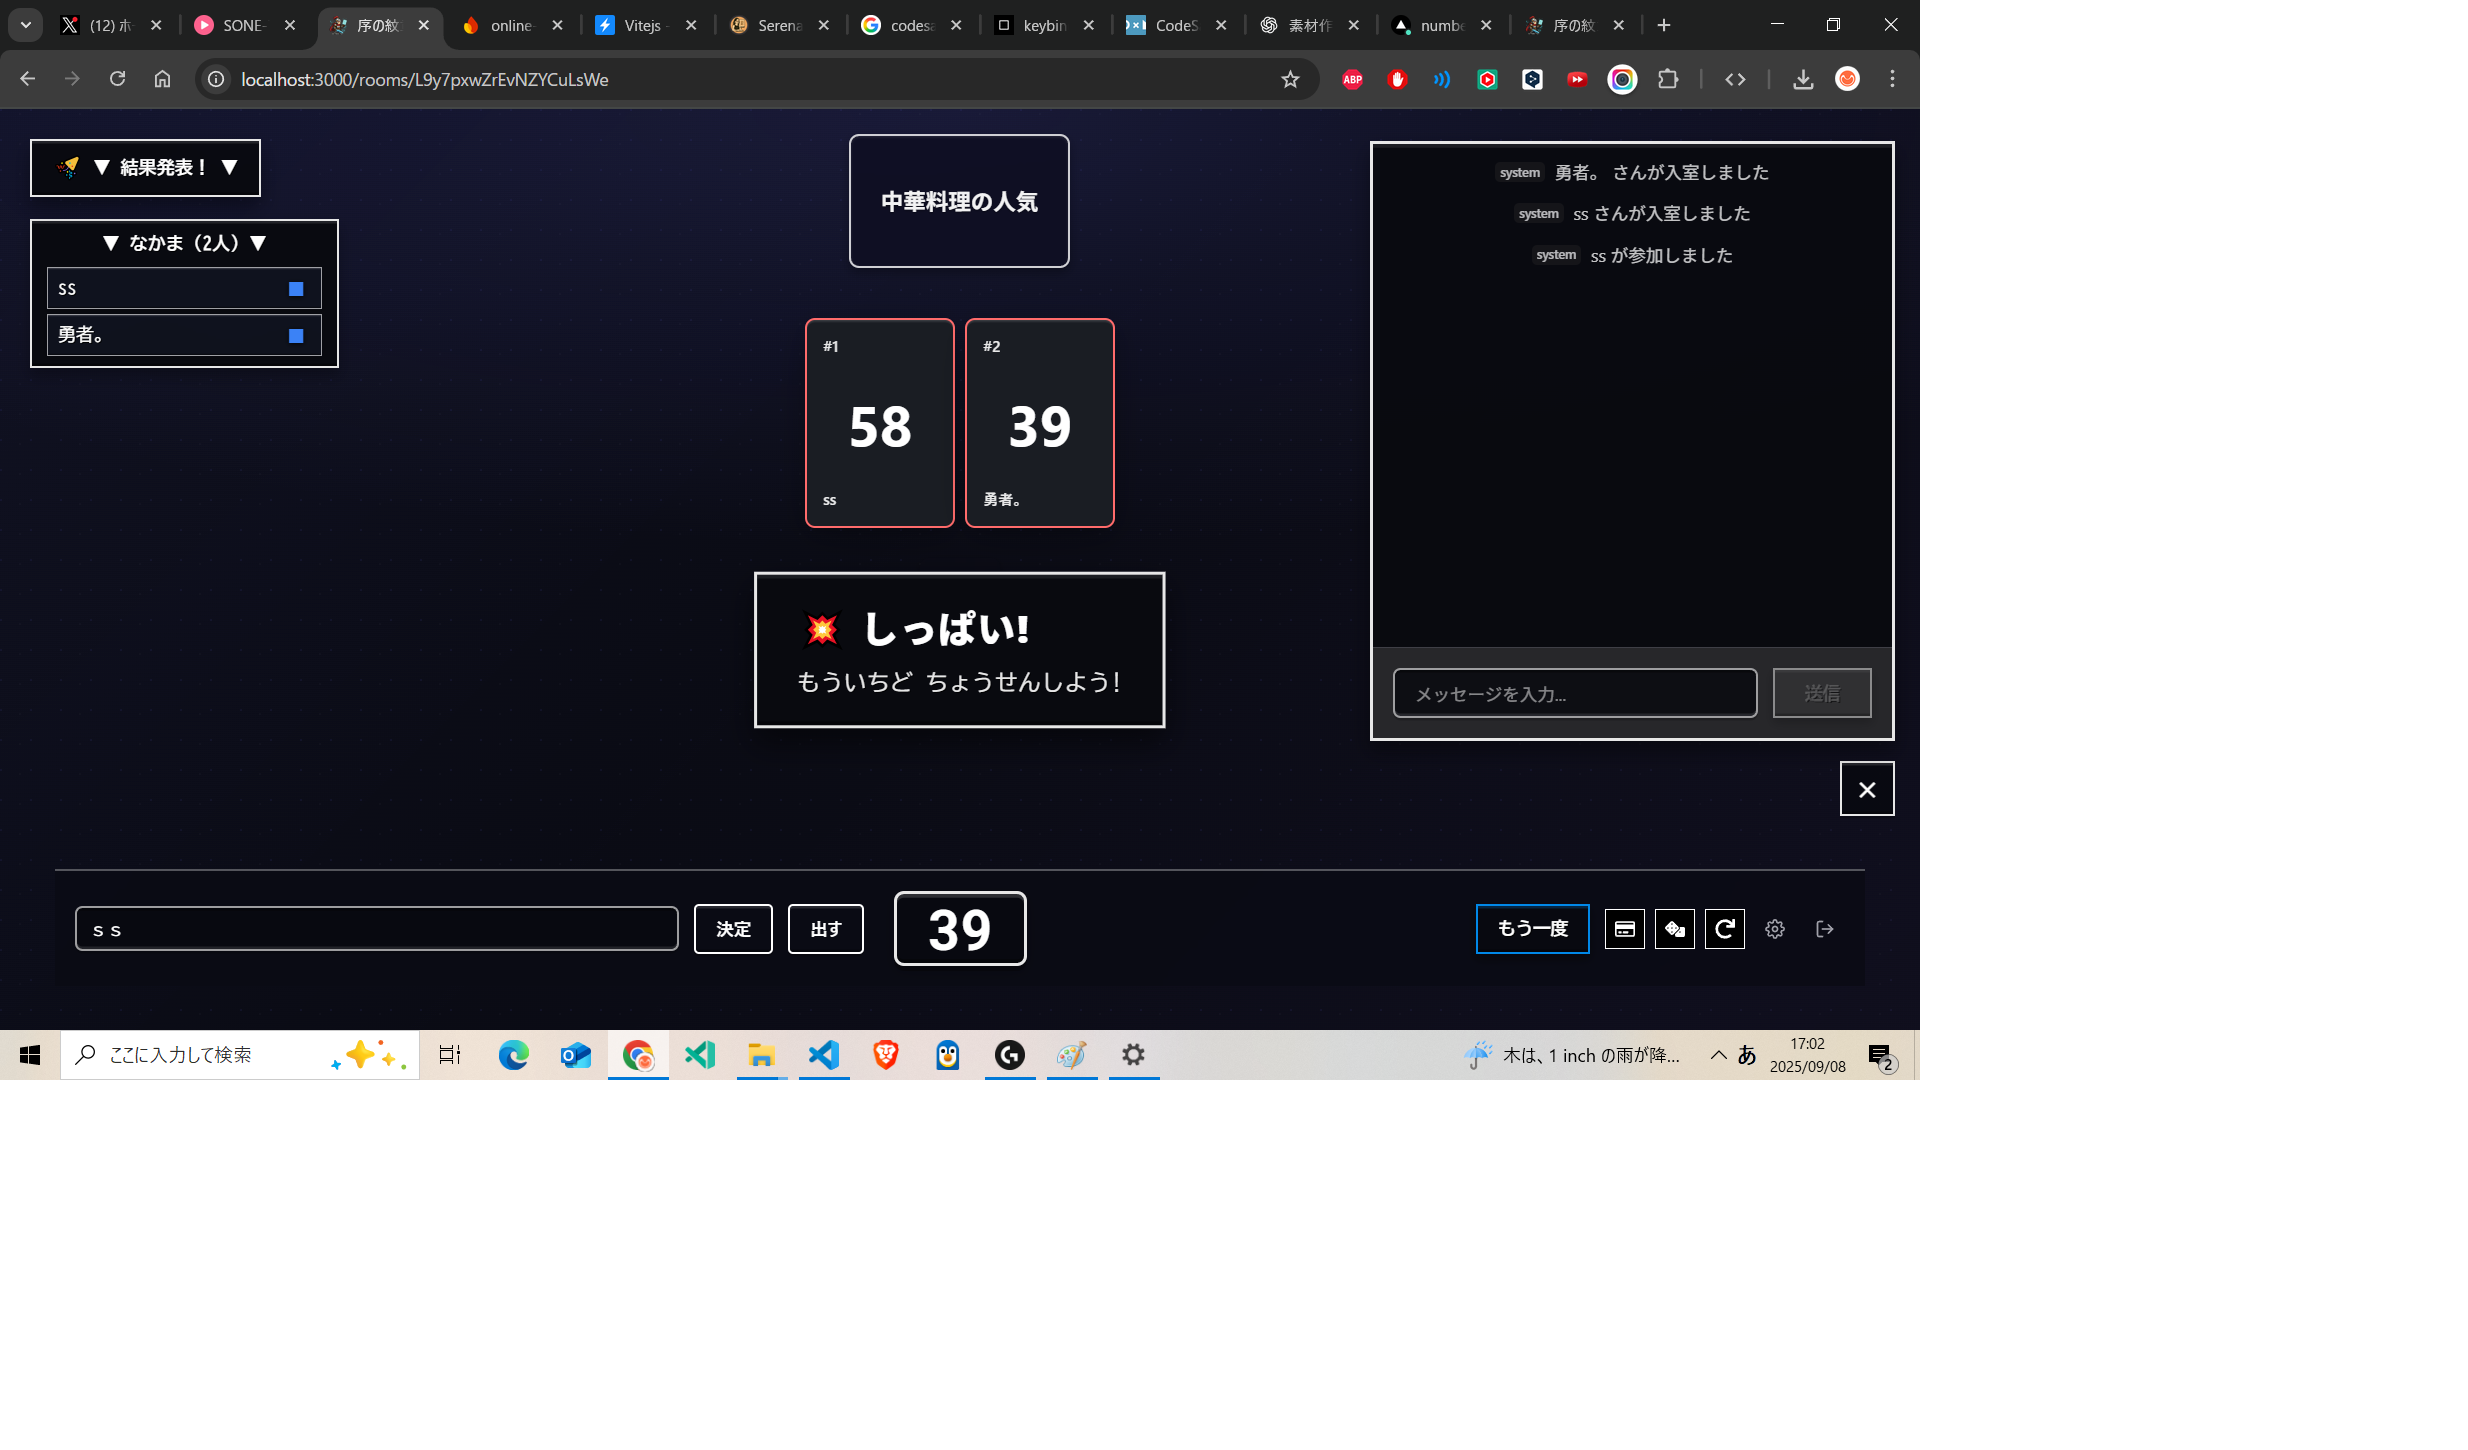 (12) ホ
SONE-
序の紋
online-
Vitejs -
Serena
codesa
keybin
CodeS
素材作
numbe
序の紋
localhost:3000/rooms/L9y7pxwZrEvNZYCuLsWe
ABP
▼ 結果発表！ ▼
▼ なかま（2人）▼
ss
勇者。
中華料理の人気
#1
58
ss
#2
39
勇者。
しっぱい!
もういちど ちょうせんしよう!
system 勇者。 さんが入室しました
system ss さんが入室しました
system ss が参加しました
メッセージを入力...
送信
ｓｓ
決定
出す
39
もう一度
ここに入力して検索
木は、1 inch の雨が降...
あ
17:02
2025/09/08
2